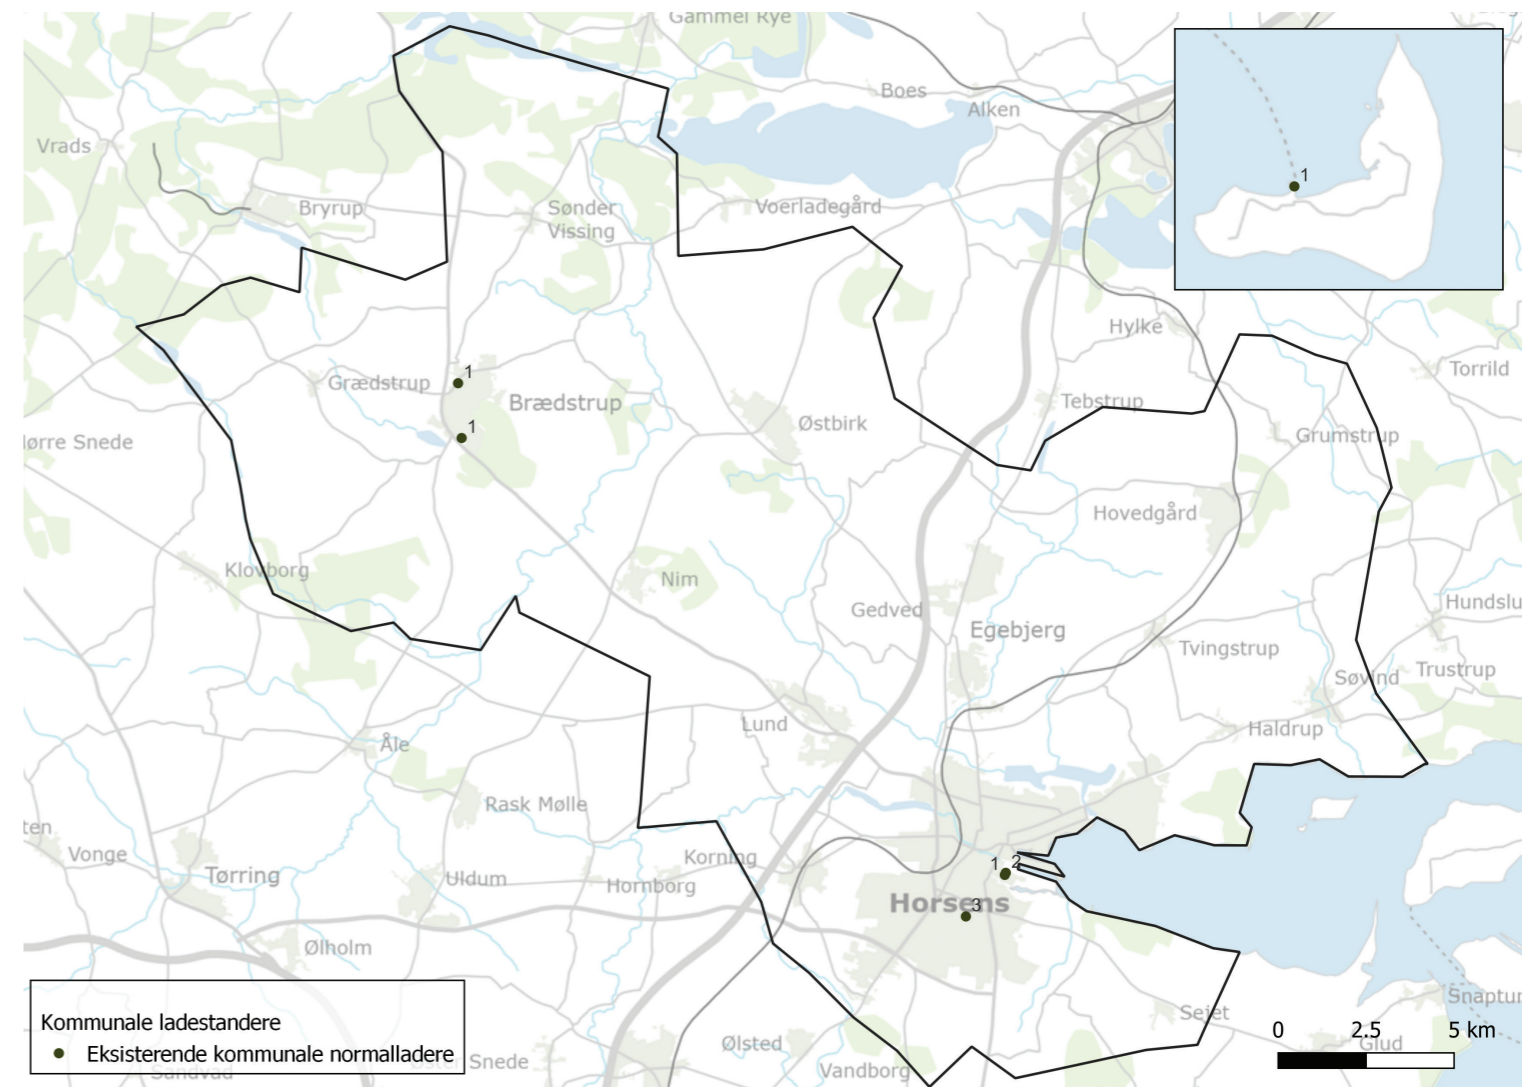 Gammel Rye
Boes
Alken
Vrads
1
Bryrup
Sønder
Vissing
Voerladegård
Hylke
Torrild
Grædstrup
1
Brædstrup
Tebstrup
Østbirk
Grumstrup
1
ørre Snede
Hovedgård
Klovborg
Nim
Gedved
Hundslu
Egebjerg
Tvingstrup
Søvind
Trustrup
Lund
Haldrup
Åle
Rask Mølle
ten
Vonge
Korning
1
2
Tørring
Uldum
Hornborg
Horsens
3
Ølholm
Snaptun
Sejet
Kommunale ladestandere
Eksisterende kommunale normalladere
0 2.5 5 km
Ølsted
Glud
Øster Snede
Sandvad
Vandborg